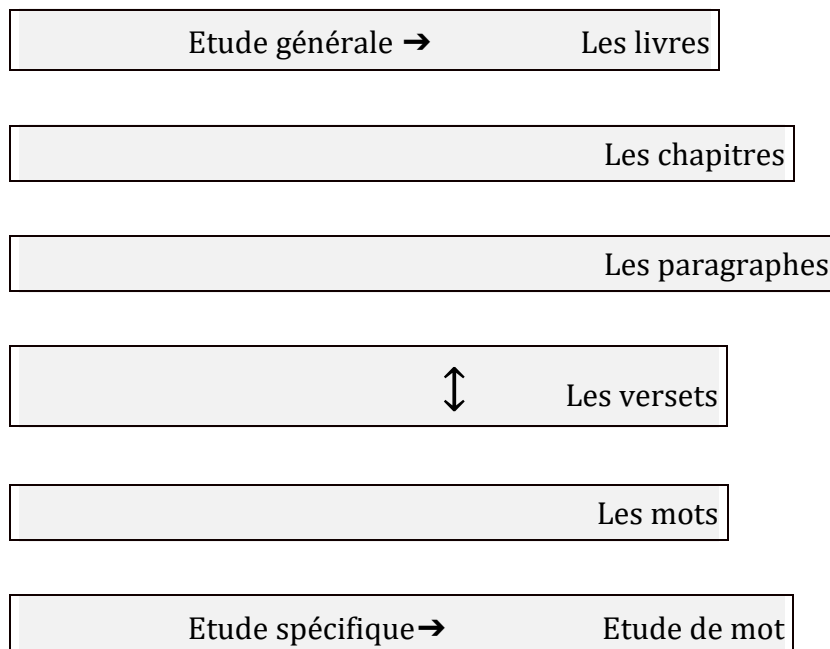 Etude générale ➔ Les livres
Les chapitres
Les paragraphes
↕ Les versets
Les mots
Etude spécifique➔ Etude de mot